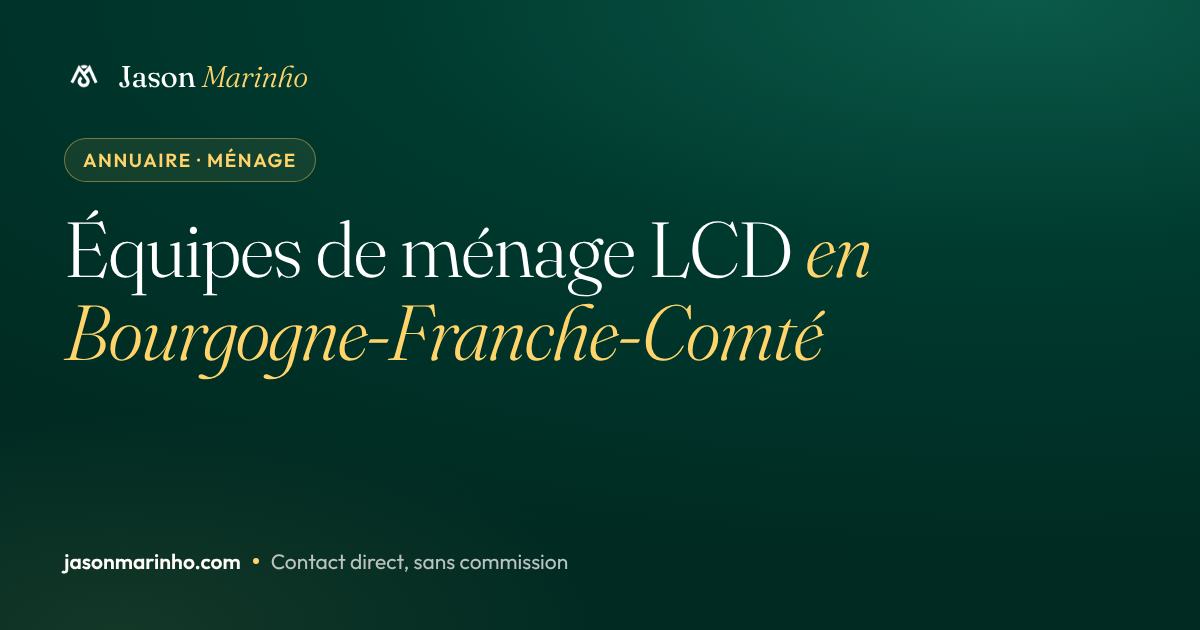 Jason Marinho
ANNUAIRE · MÉNAGE
Équipes de ménage LCD en
Bourgogne-Franche-Comté
jasonmarinho.com • Contact direct, sans commission